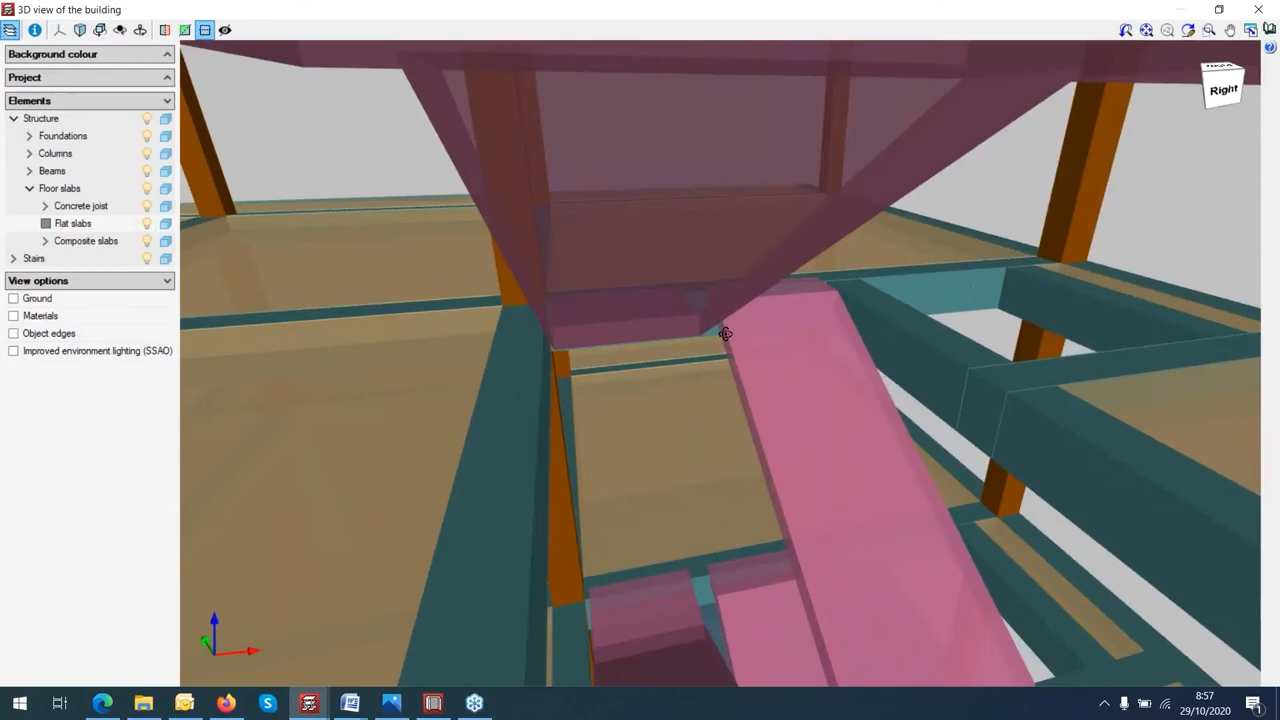 3D view of the building
Background colour
Project
Elements
Structure
Foundations
Columns
Beams
Floor slabs
Concrete joist
Flat slabs
Composite slabs
Stairs
View options
Ground
Materials
Object edges
Improved environment lighting (SSAO)
Right
8:57
29/10/2020
1